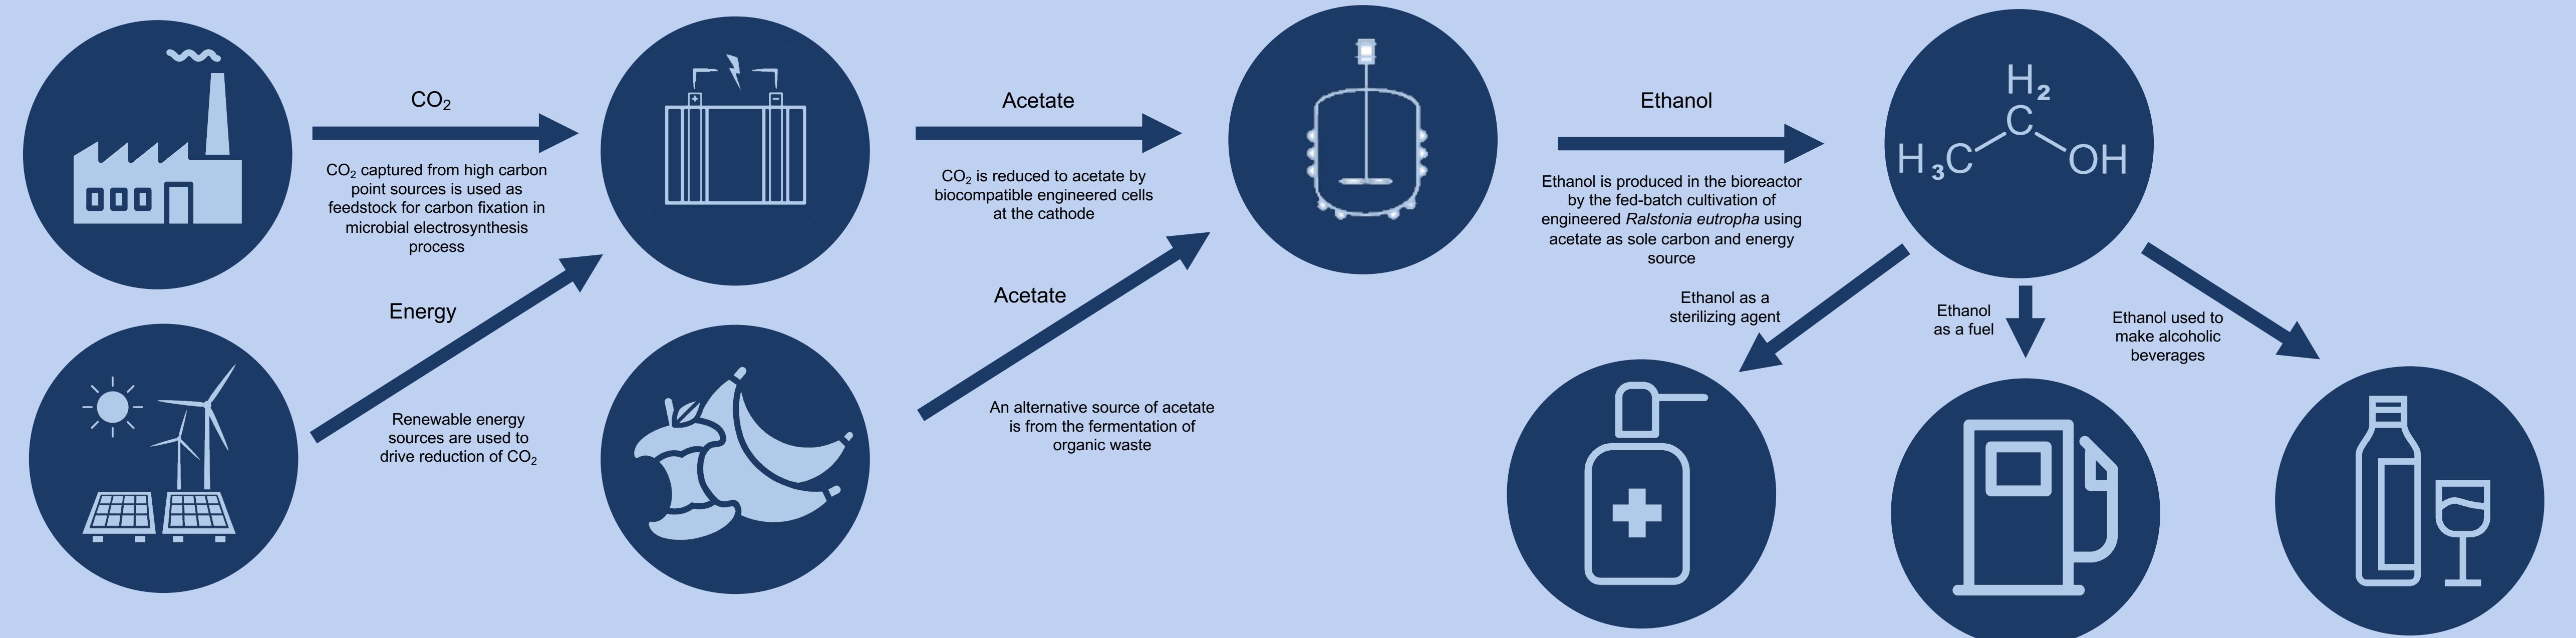 CO₂
CO₂ captured from high carbon
point sources is used as
feedstock for carbon fixation in
microbial electrosynthesis
process
Energy
Renewable energy
sources are used to
drive reduction of CO₂
+
-
Acetate
CO₂ is reduced to acetate by
biocompatible engineered cells
at the cathode
Acetate
An alternative source of acetate
is from the fermentation of
organic waste
Ethanol
Ethanol is produced in the bioreactor
by the fed-batch cultivation of
engineered Ralstonia eutropha using
acetate as sole carbon and energy
source
H₂
C
H₃C
OH
Ethanol as a
sterilizing agent
Ethanol
as a fuel
Ethanol used to
make alcoholic
beverages